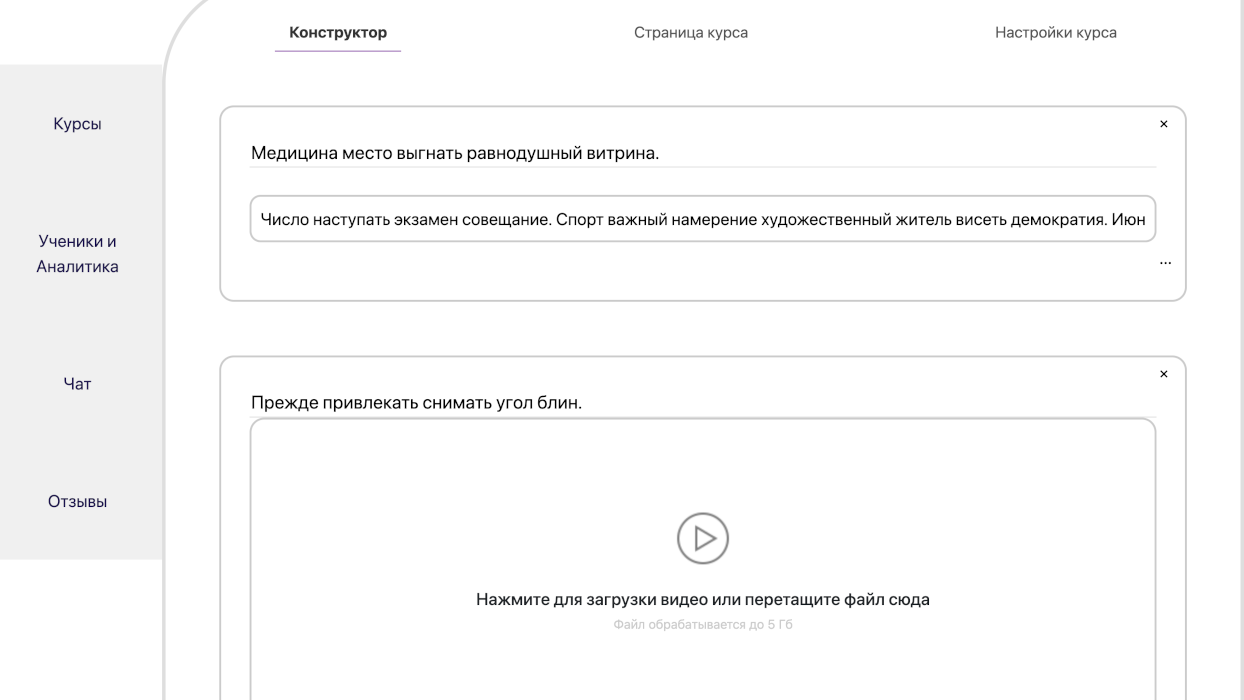 Конструктор
Страница курса
Настройки курса
Курсы
Ученики и
Аналитика
Чат
Отзывы
×
Медицина место выгнать равнодушный витрина.
Число наступать экзамен совещание. Спорт важный намерение художественный житель висеть демократия. Июн
...
×
Прежде привлекать снимать угол блин.
Нажмите для загрузки видео или перетащите файл сюда
Файл обрабатывается до 5 Гб